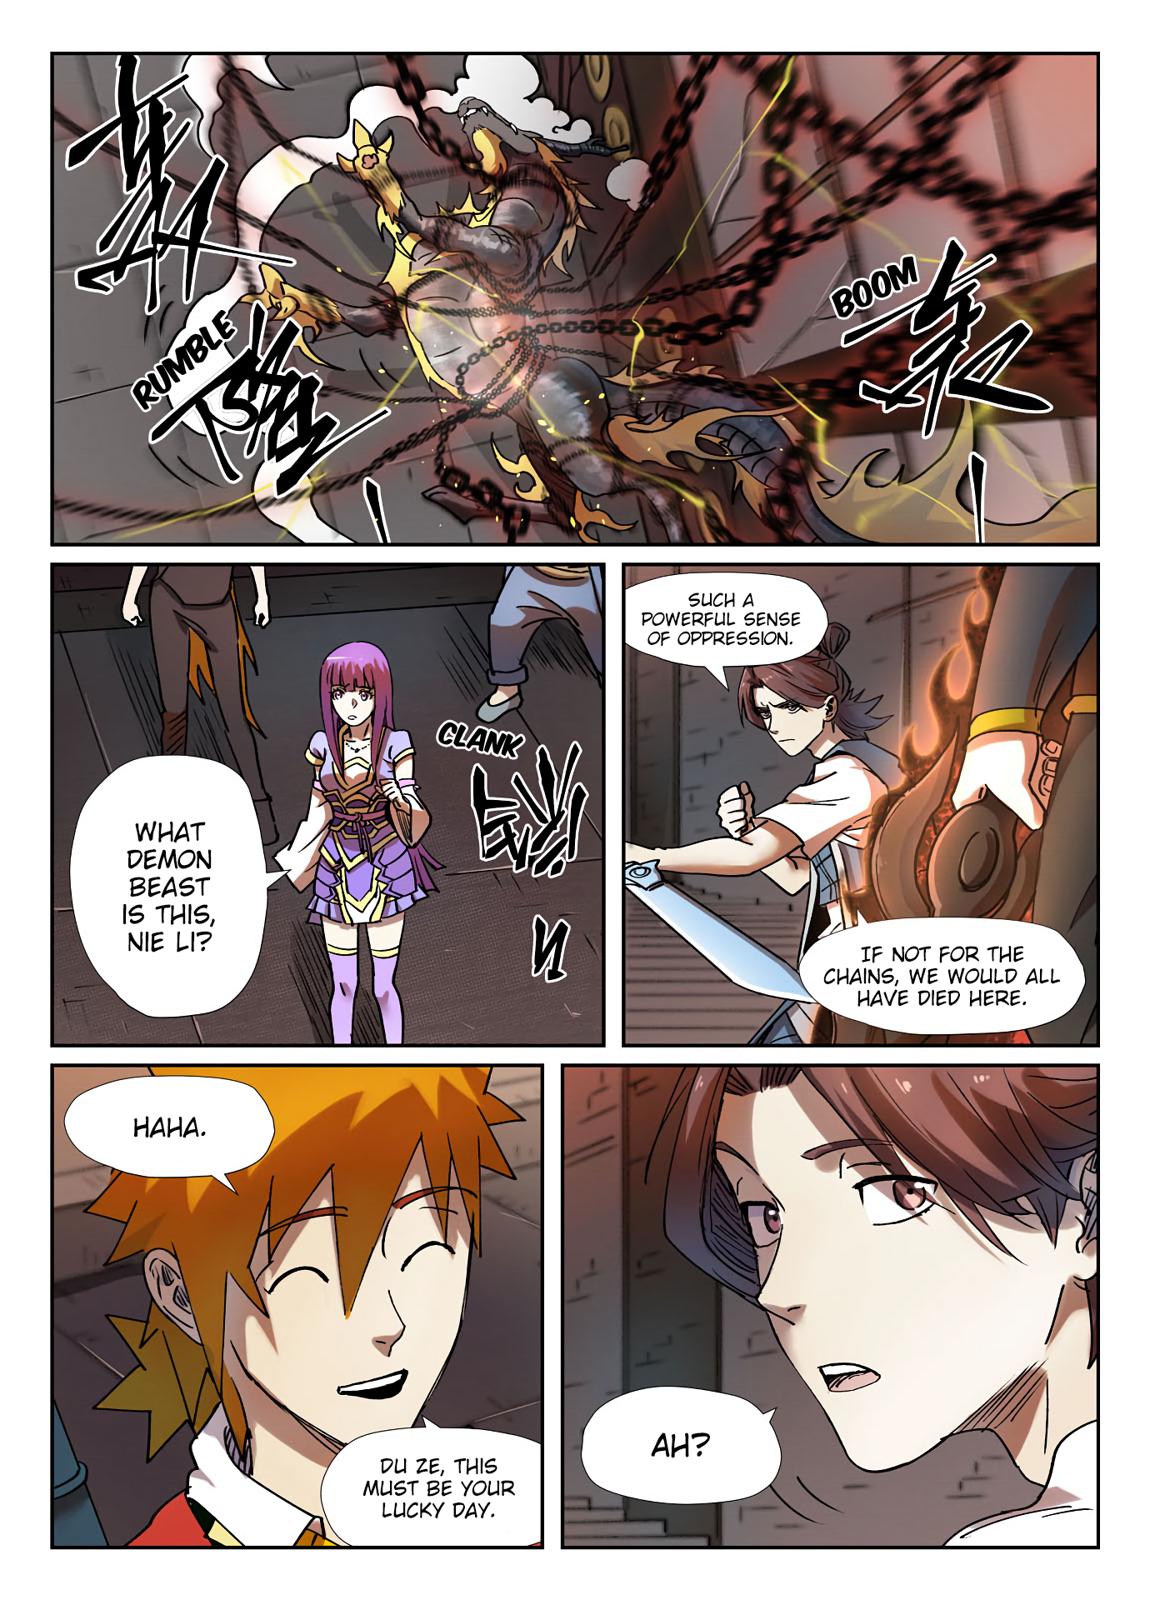 RUMBLE
BOOM
WHAT
DEMON
BEAST
IS THIS,
NIE LI?
CLANK
SUCH A
POWERFUL SENSE
OF OPPRESSION.
IF NOT FOR THE
CHAINS, WE WOULD ALL
HAVE DIED HERE.
HAHA.
DU ZE, THIS
MUST BE YOUR
LUCKY DAY.
AH?